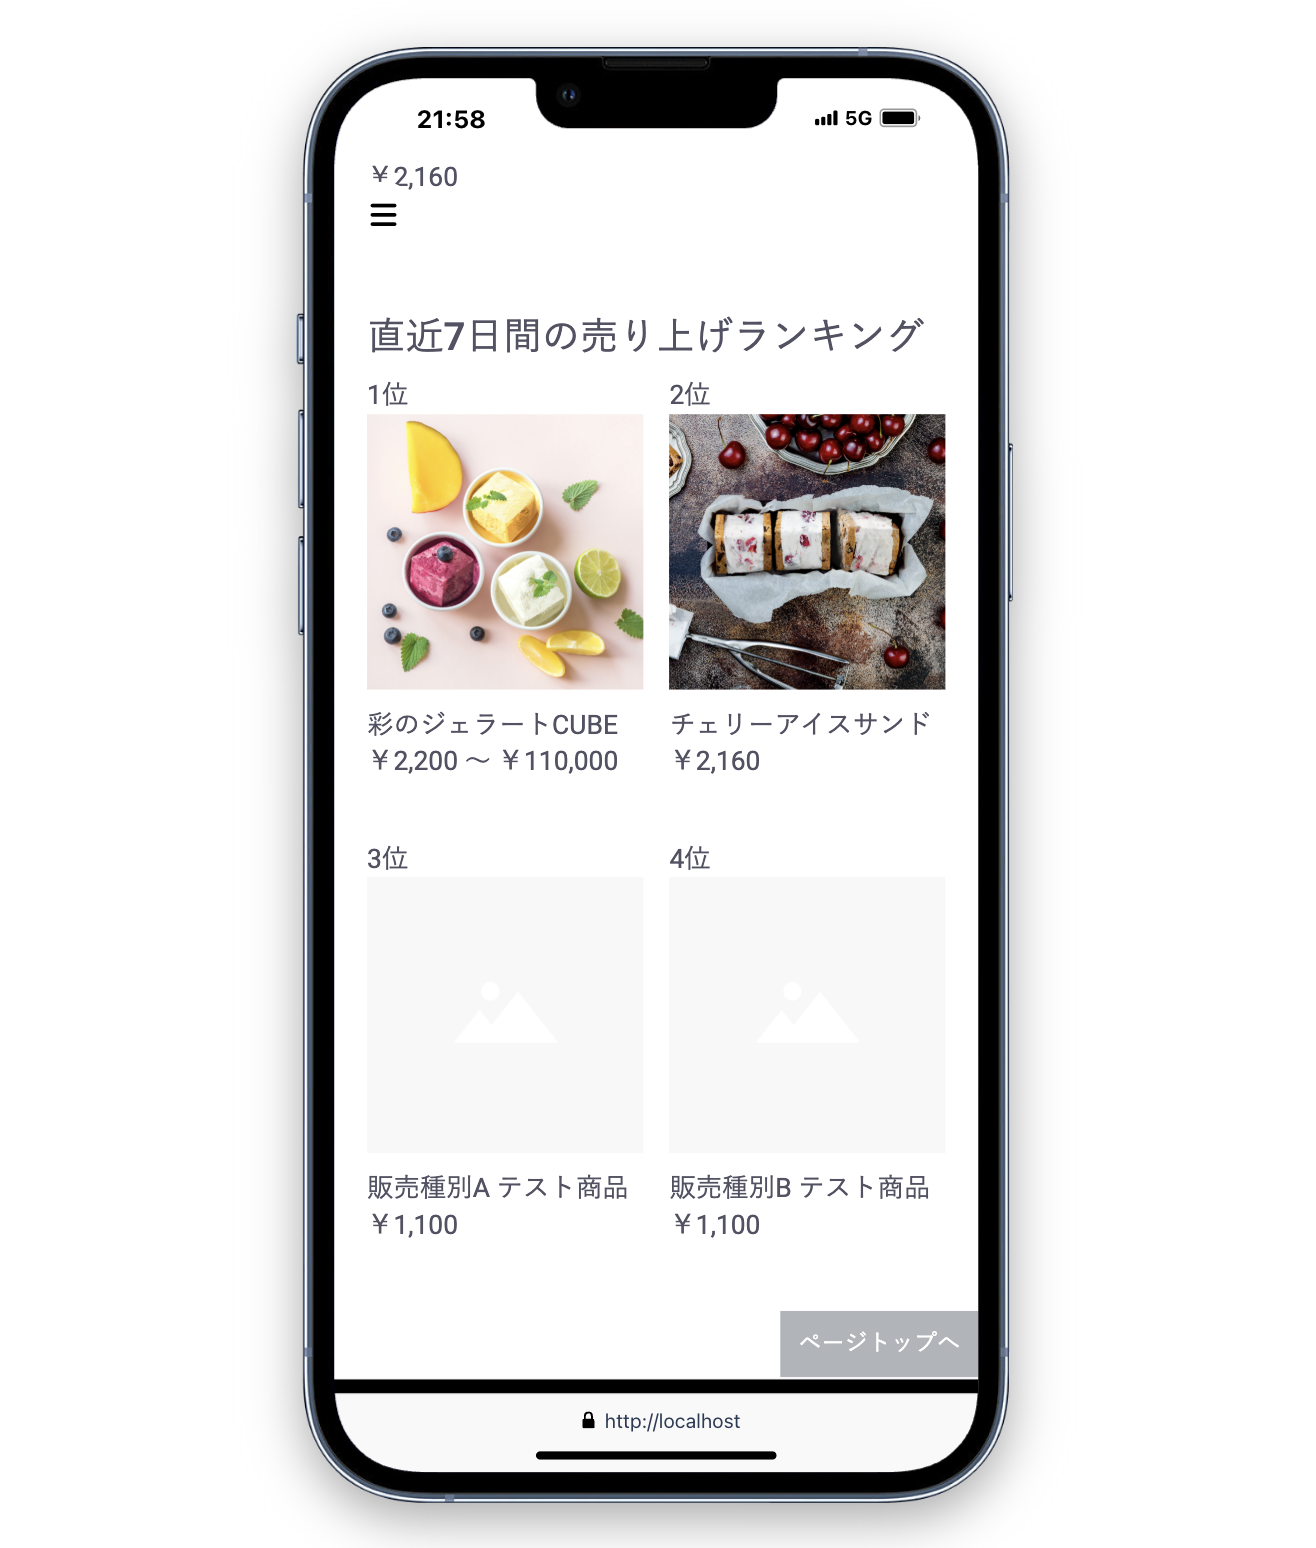 21:58
5G
￥2,160
直近7日間の売り上げランキング
1位
2位
彩のジェラートCUBE
￥2,200 ～ ￥110,000
チェリーアイスサンド
￥2,160
3位
4位
販売種別A テスト商品
￥1,100
販売種別B テスト商品
￥1,100
ページトップへ
http://localhost